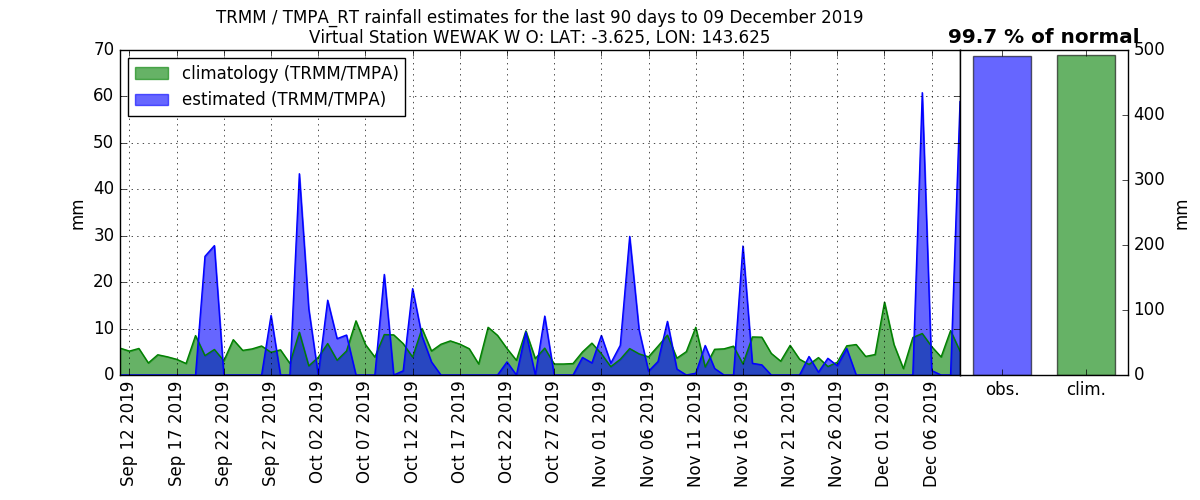 TRMM / TMPA_RT rainfall estimates for the last 90 days to 09 December 2019
Virtual Station WEWAK W O: LAT: -3.625, LON: 143.625
99.7 % of normal
climatology (TRMM/TMPA)
estimated (TRMM/TMPA)
70
60
50
40
30
20
10
0
mm
Sep 12 2019
Sep 17 2019
Sep 22 2019
Sep 27 2019
Oct 02 2019
Oct 07 2019
Oct 12 2019
Oct 17 2019
Oct 22 2019
Oct 27 2019
Nov 01 2019
Nov 06 2019
Nov 11 2019
Nov 16 2019
Nov 21 2019
Nov 26 2019
Dec 01 2019
Dec 06 2019
500
400
300
200
100
0
mm
obs.
clim.